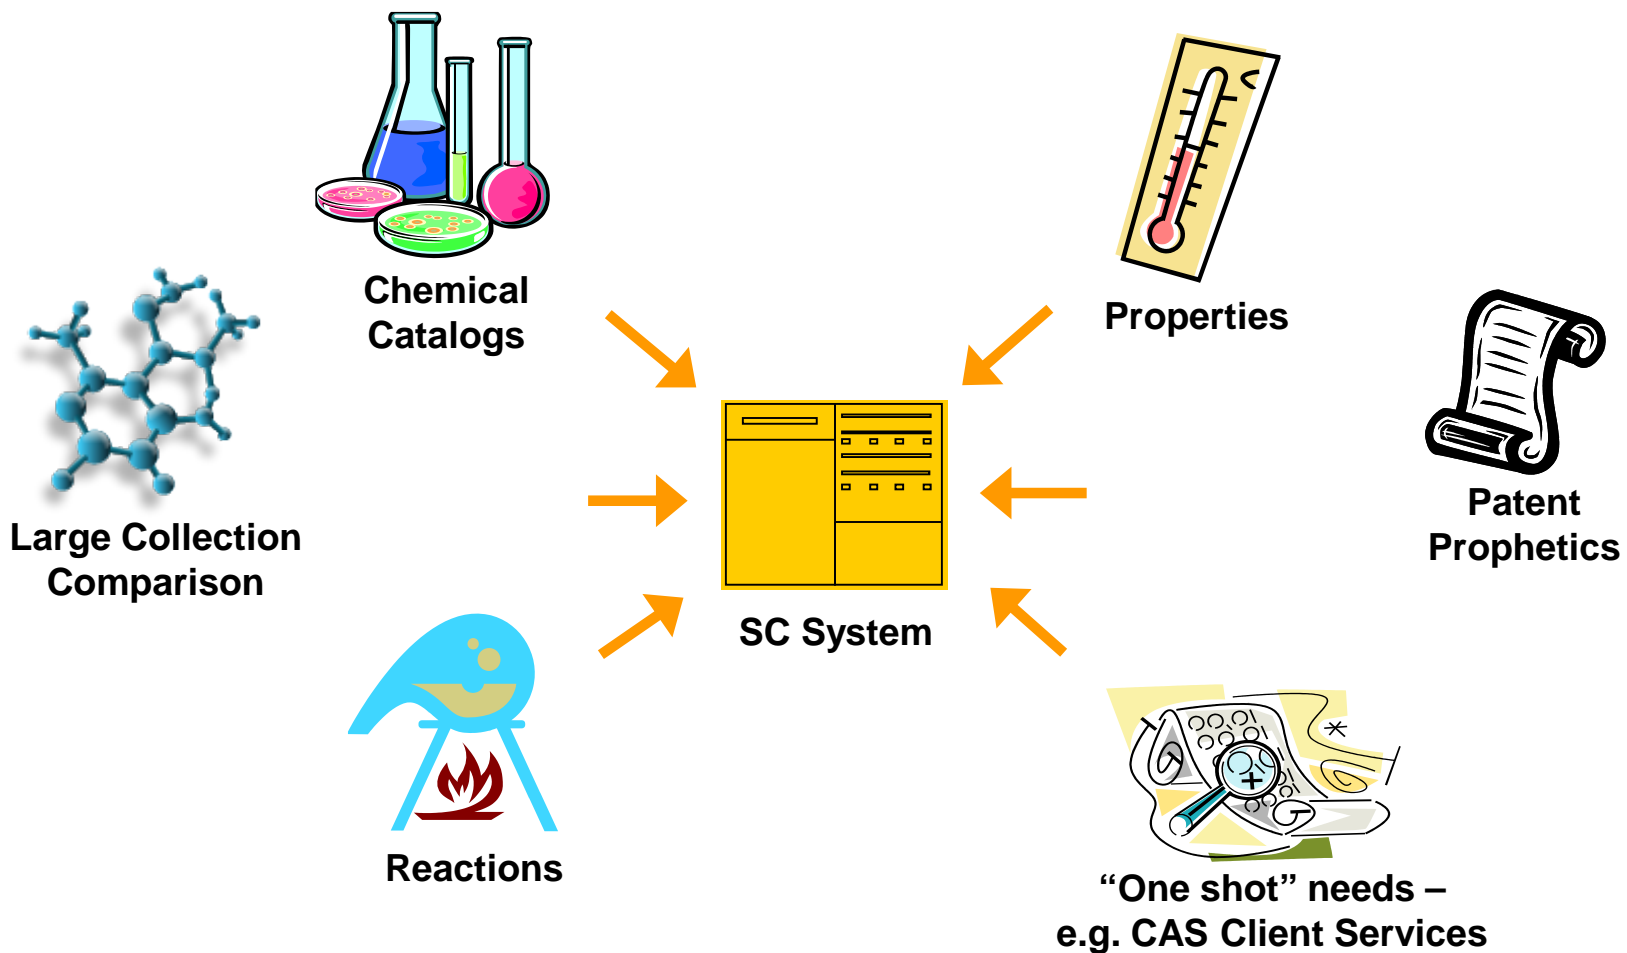 Chemical
Catalogs
Properties
Large Collection
Comparison
Patent
Prophetics
SC System
Reactions
“One shot” needs –
e.g. CAS Client Services